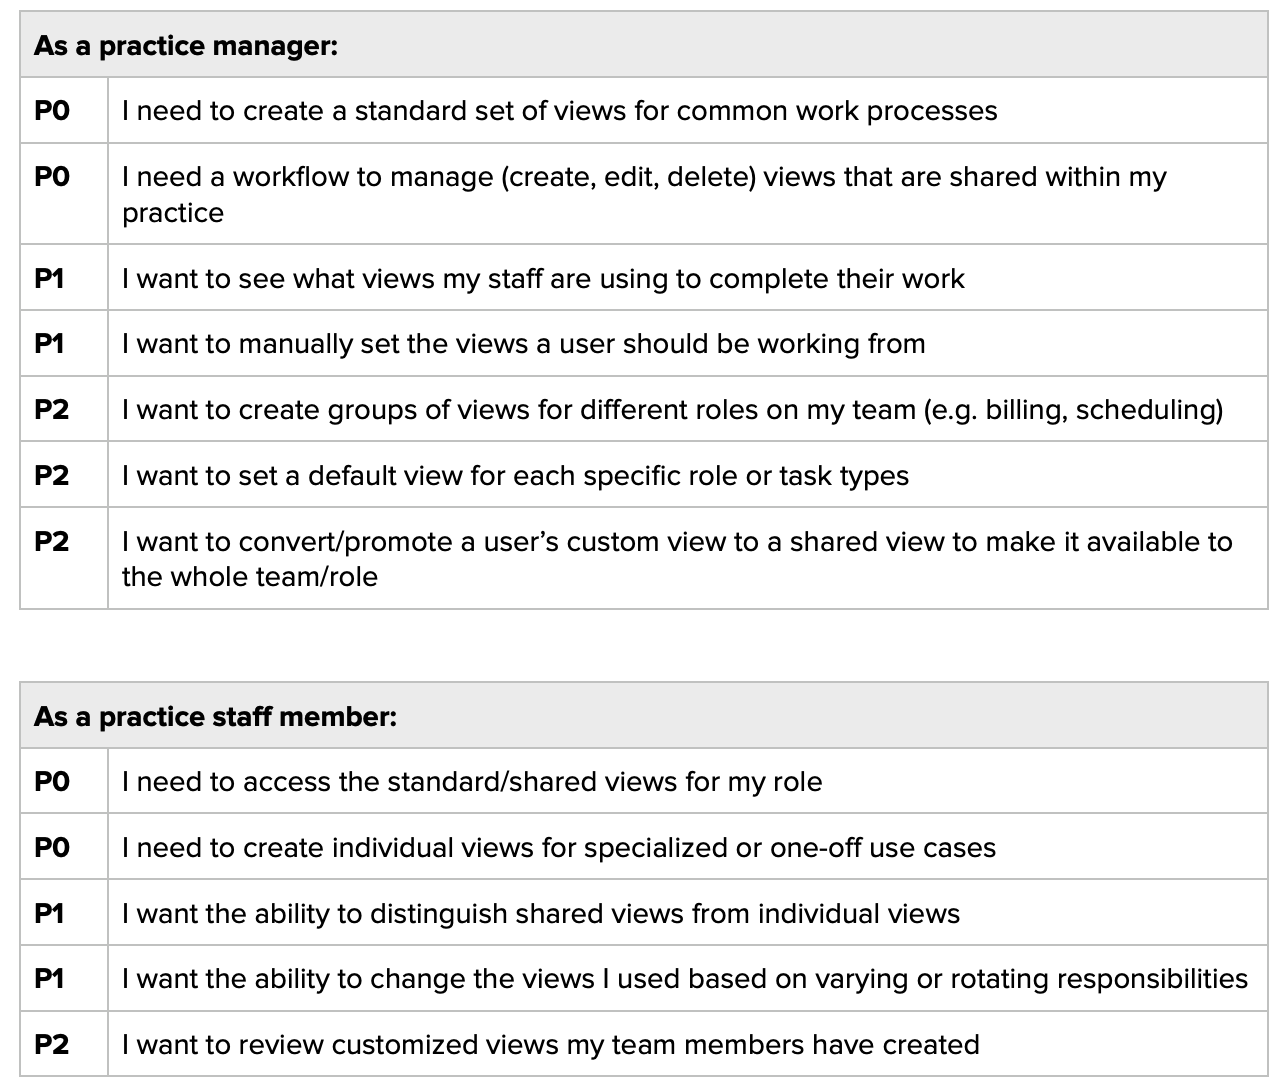 As a practice manager:
P0 I need to create a standard set of views for common work processes
P0 I need a workflow to manage (create, edit, delete) views that are shared within my
practice
P1 I want to see what views my staff are using to complete their work
P1 I want to manually set the views a user should be working from
P2 I want to create groups of views for different roles on my team (e.g. billing, scheduling)
P2 I want to set a default view for each specific role or task types
P2 I want to convert/promote a user’s custom view to a shared view to make it available to
the whole team/role
As a practice staff member:
P0 I need to access the standard/shared views for my role
P0 I need to create individual views for specialized or one-off use cases
P1 I want the ability to distinguish shared views from individual views
P1 I want the ability to change the views I used based on varying or rotating responsibilities
P2 I want to review customized views my team members have created